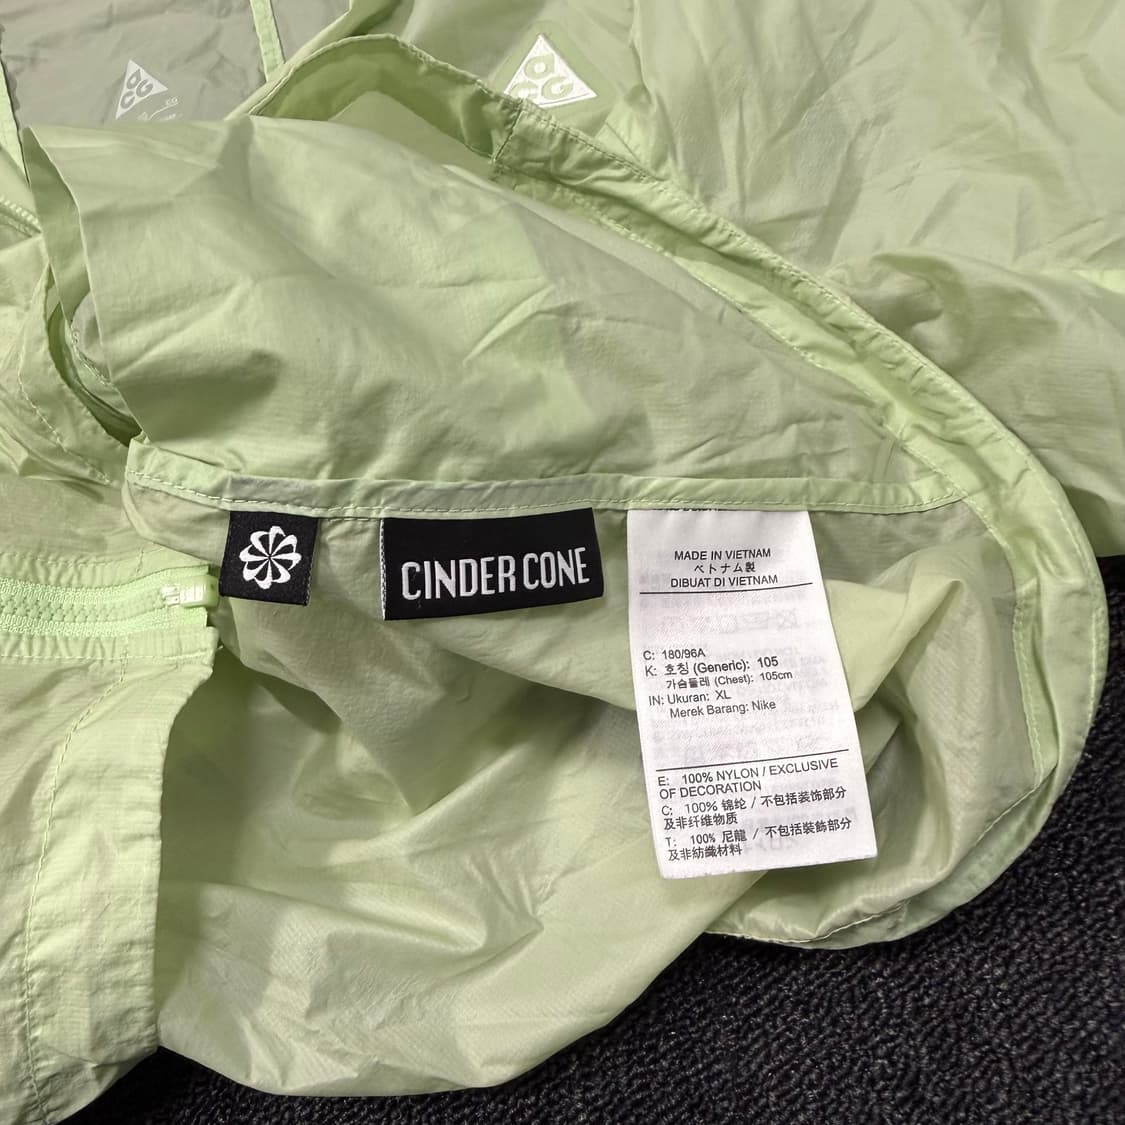 ACG
ACG
CINDER CONE
MADE IN VIETNAM
ベトナム製
DIBUAT DI VIETNAM
C: 180/96A
K: 호칭 (Generic): 105
가슴둘레 (Chest): 105cm
IN: Ukuran: XL
Merek Barang: Nike
E: 100% NYLON / EXCLUSIVE
OF DECORATION
C: 100% 锦纶 / 不包括装饰部分
及非纤维物质
T: 100% 尼龍 / 不包括裝飾部分
及非紡織材料